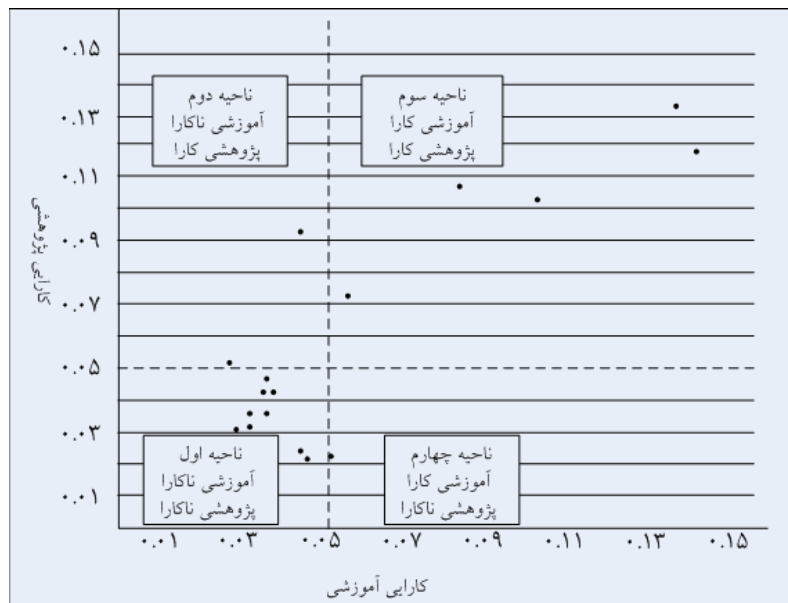 ۰.۱۵
۰.۱۳
۰.۱۱
۰.۰۹
۰.۰۷
۰.۰۵
۰.۰۳
۰.۰۱
کارایی پژوهشی
ناحیه دوم
آموزشی ناکارا
پژوهشی کارا
ناحیه سوم
آموزشی کارا
پژوهشی کارا
ناحیه اول
آموزشی ناکارا
پژوهشی ناکارا
ناحیه چهارم
آموزشی کارا
پژوهشی ناکارا
۰.۰۱ ۰.۰۳ ۰.۰۵ ۰.۰۷ ۰.۰۹ ۰.۱۱ ۰.۱۳ ۰.۱۵
کارایی آموزشی